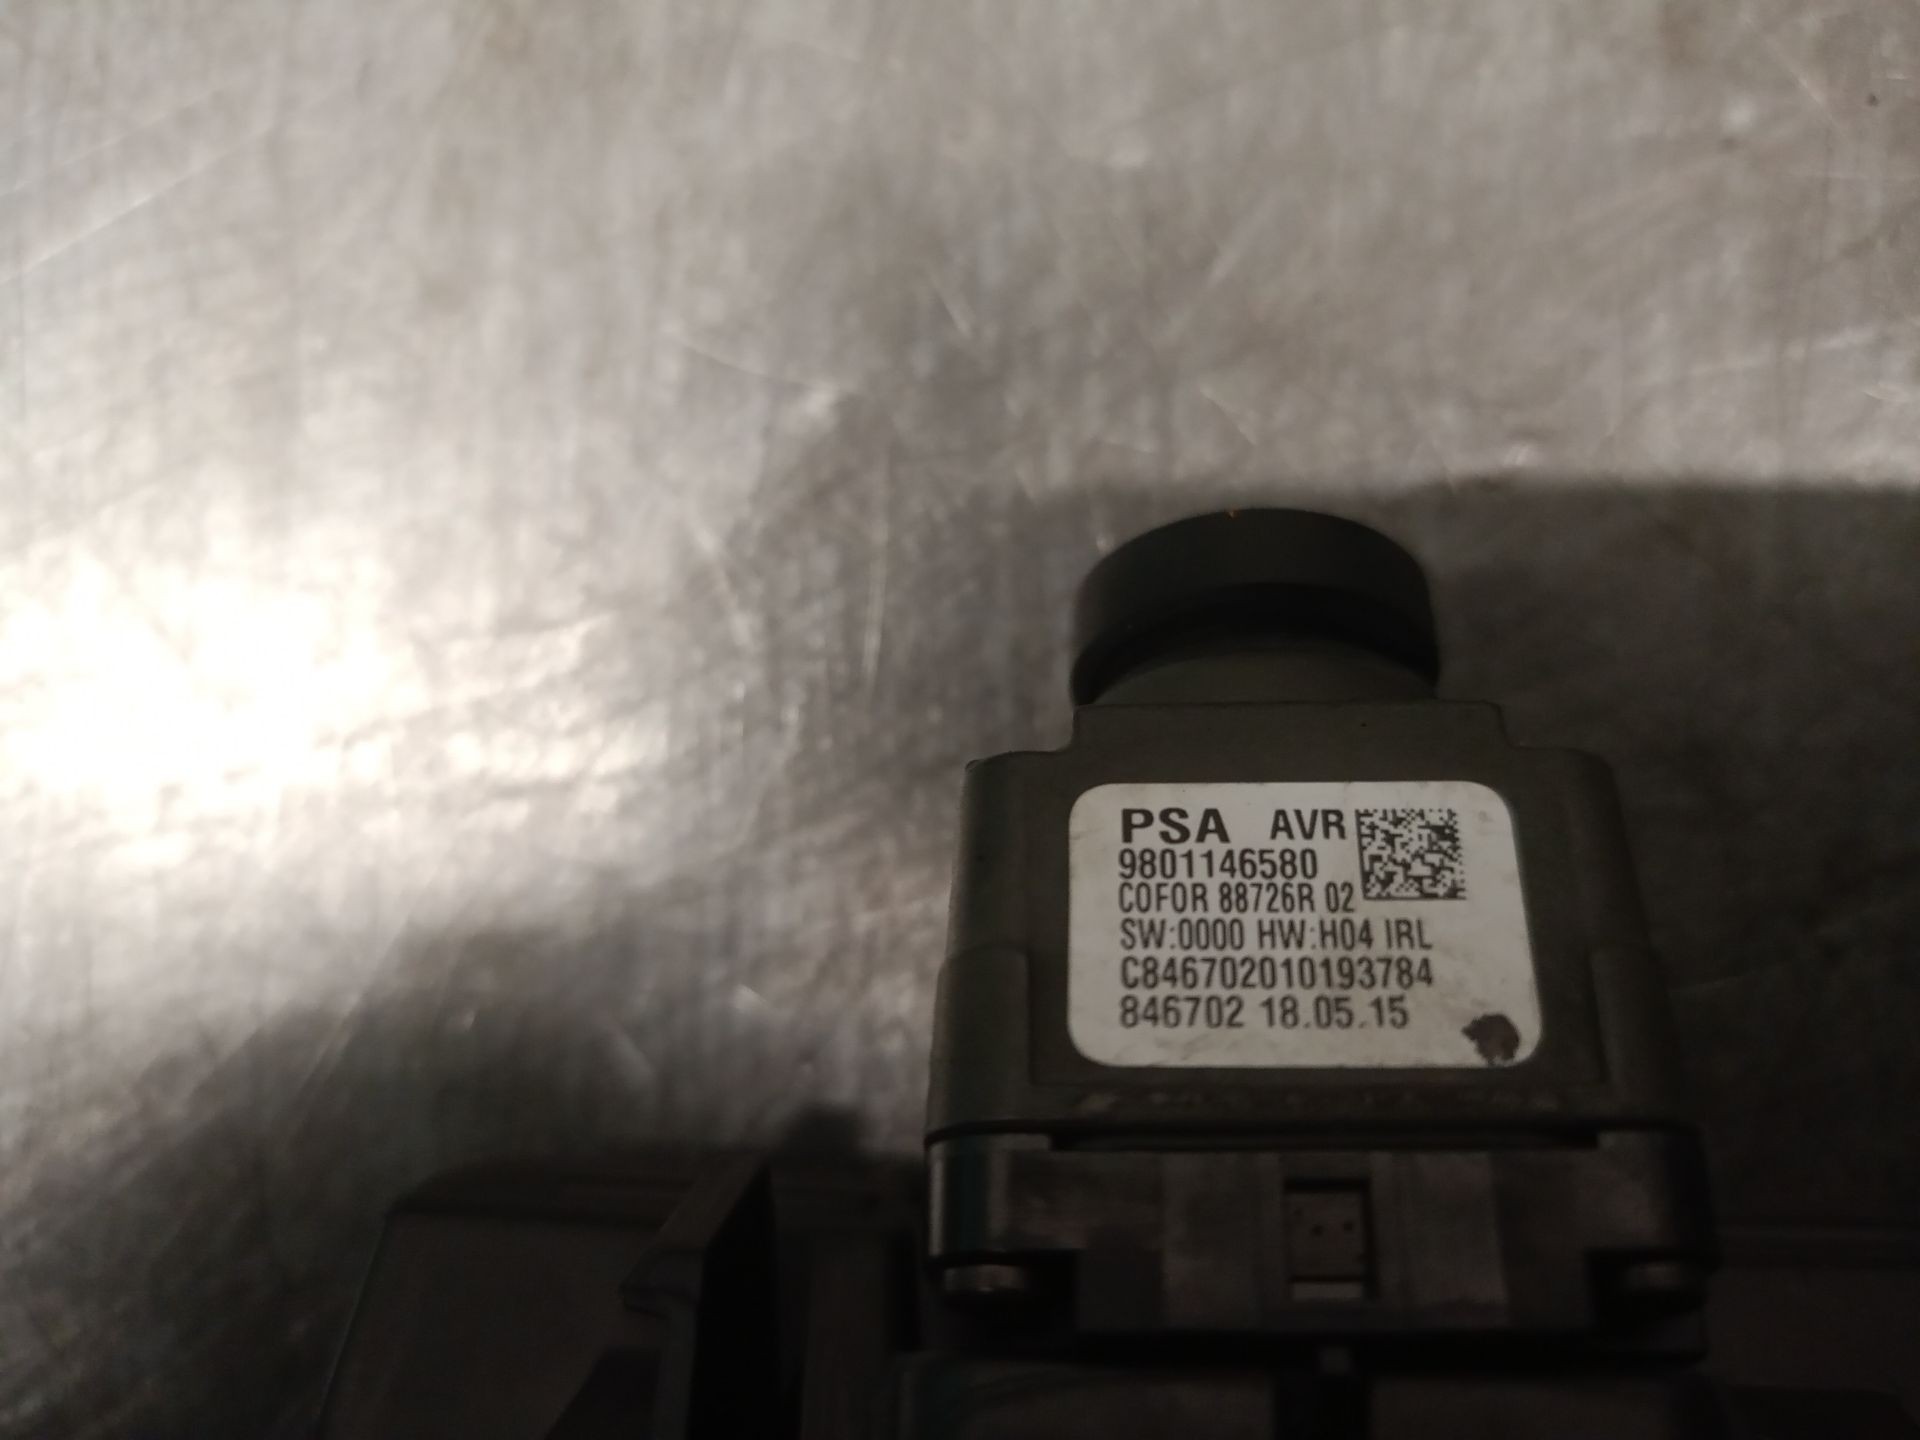 PSA AVR
9801146580
COFOR 88726R 02
SW:0000 HW:H04 IRL
C846702010193784
846702 18.05.15